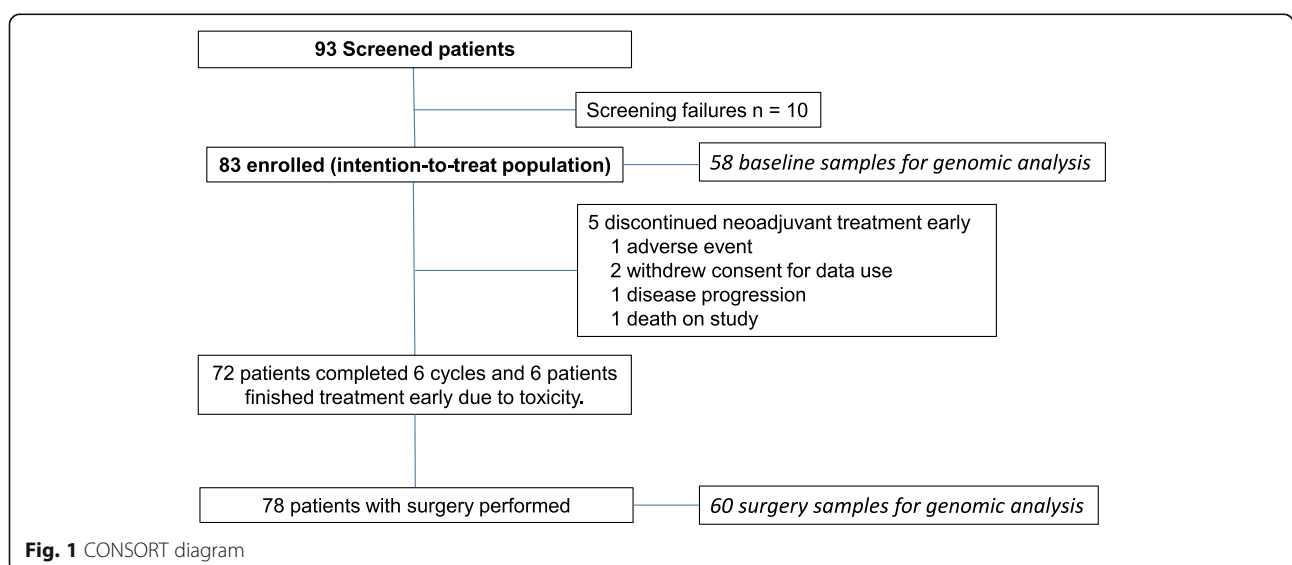 93 Screened patients
Screening failures n = 10
83 enrolled (intention-to-treat population)
58 baseline samples for genomic analysis
5 discontinued neoadjuvant treatment early
1 adverse event
2 withdrew consent for data use
1 disease progression
1 death on study
72 patients completed 6 cycles and 6 patients
finished treatment early due to toxicity.
78 patients with surgery performed
60 surgery samples for genomic analysis
Fig. 1 CONSORT diagram